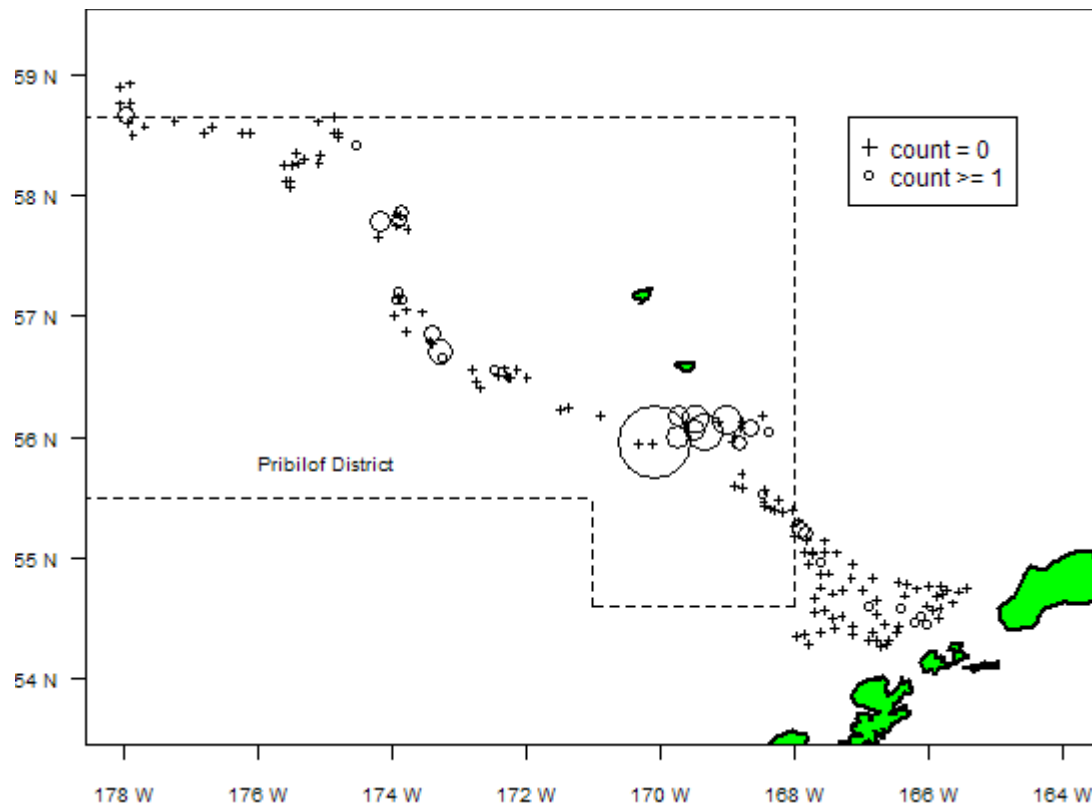 59 N
58 N
57 N
56 N
55 N
54 N
+ count = 0
o count >= 1
Pribilof District
178 W 176 W 174 W 172 W 170 W 168 W 166 W 164 W